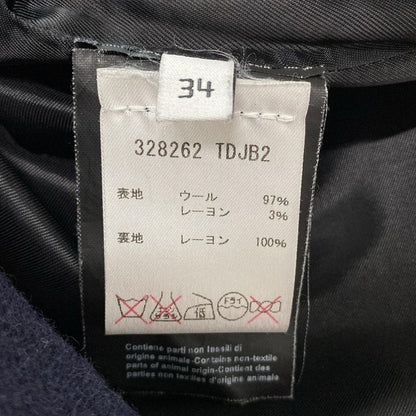 34
328262 TDJB2
表地 ウール 97%
レーヨン 3%
裏地 レーヨン 100%
低 ドライ
Contiene parti non tessili di
origine animale - Contains non-textile
parts of animal origin - Contient des
parties non textiles d'origine animale